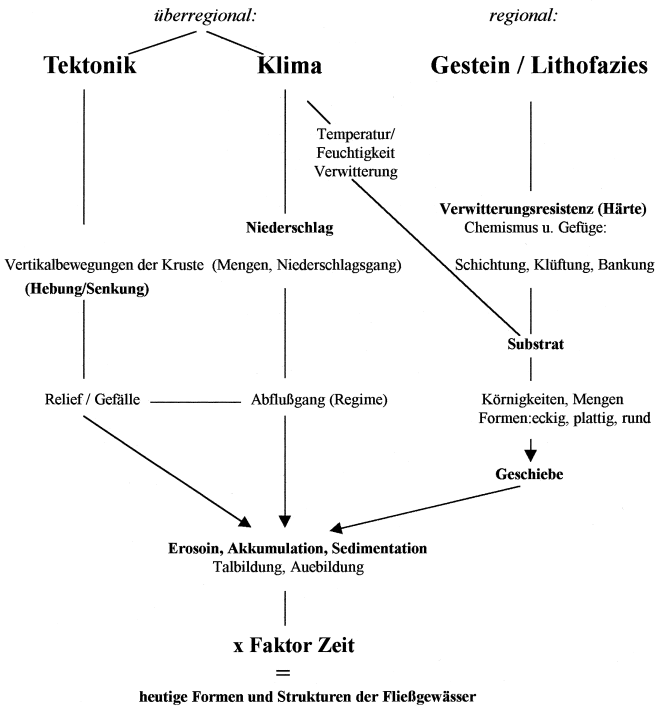 überregional:
regional:
Tektonik
Klima
Gestein / Lithofazies
Temperatur/
Feuchtigkeit
Verwitterung
Verwitterungsresistenz (Härte)
Chemismus u. Gefüge:
Niederschlag
Vertikalbewegungen der Kruste
(Hebung/Senkung)
(Mengen, Niederschlagsgang)
Schichtung, Klüftung, Bankung
Substrat
Relief / Gefälle
Abflußgang (Regime)
Körnigkeiten, Mengen
Formen:eckig, plattig, rund
Geschiebe
Erosoin, Akkumulation, Sedimentation
Talbildung, Auebildung
x Faktor Zeit
=
heutige Formen und Strukturen der Fließgewässer